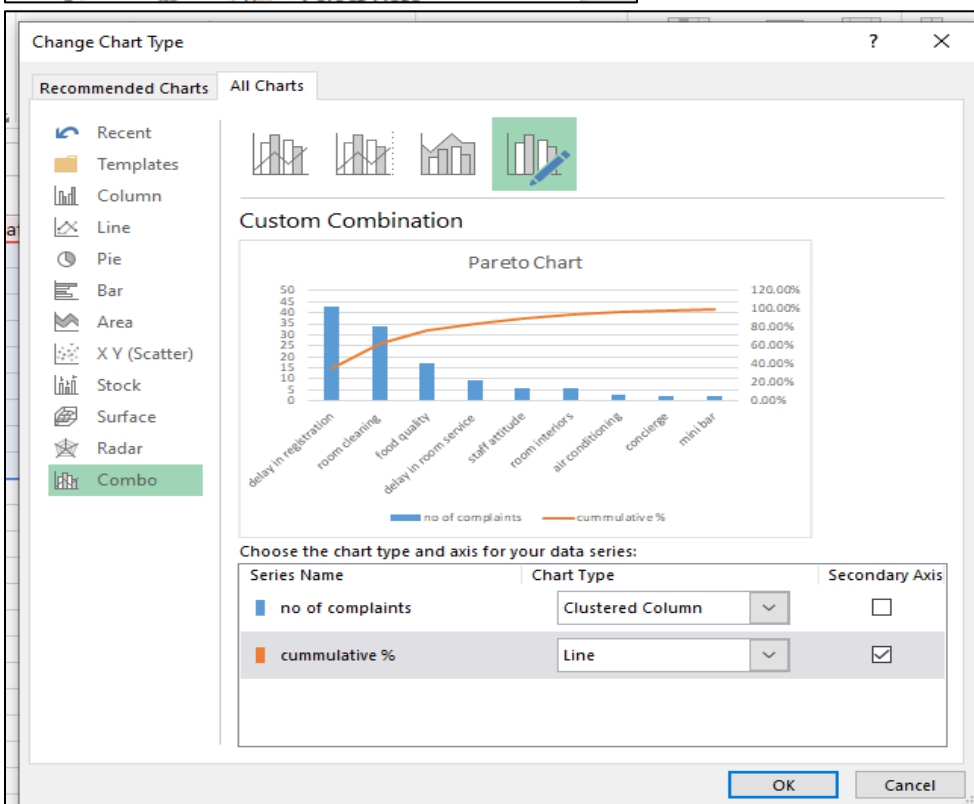 Change Chart Type ? ×
Recommended Charts All Charts
Recent
Templates
Column
Line
Pie
Bar
Area
X Y (Scatter)
Stock
Surface
Radar
Combo
Custom Combination
Pareto Chart
50 120.00%
45 100.00%
40 80.00%
35 60.00%
30 40.00%
25 20.00%
20 0.00%
15
10
5
0
delay in registration
room cleaning
food quality
delay in room service
staff attitude
room interiors
air conditioning
concierge
mini bar
no of complaints cummulative %
Choose the chart type and axis for your data series:
Series Name Chart Type Secondary Axis
no of complaints Clustered Column
cummulative % Line
OK Cancel